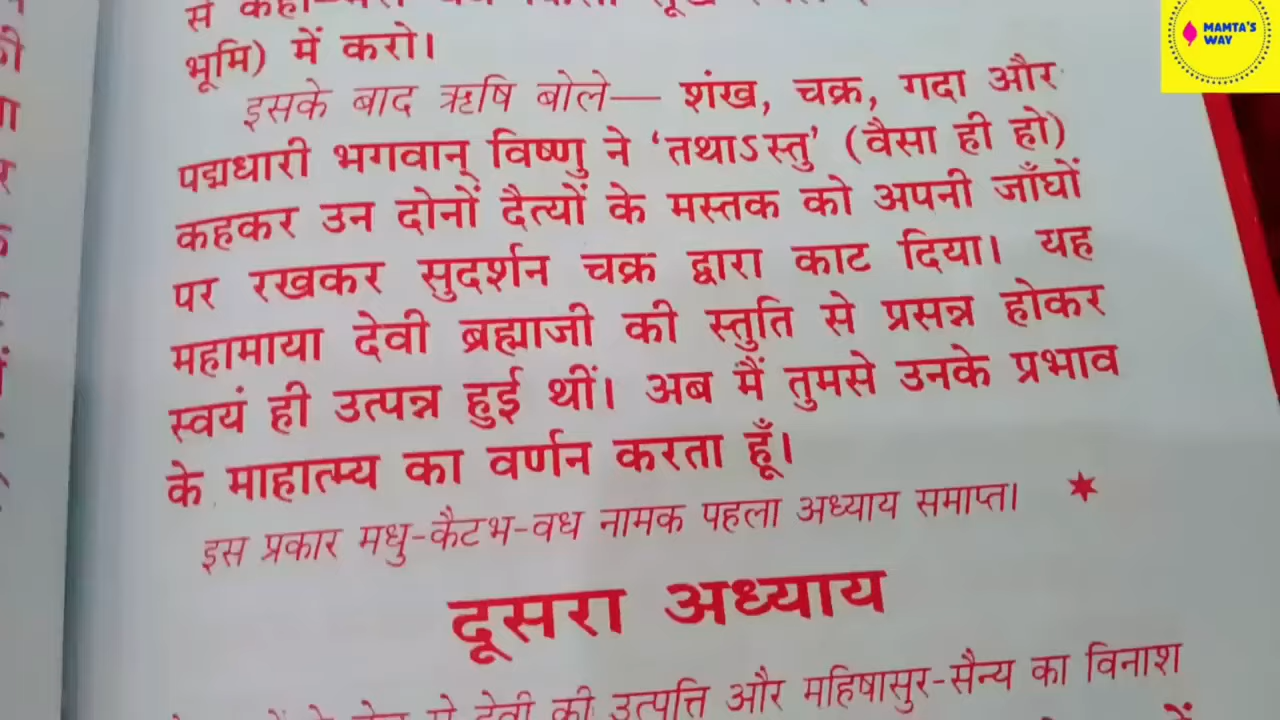 MAMTA'S
WAY
से
भूमि) में करो।
इसके बाद ऋषि बोले— शंख, चक्र, गदा और
पद्मधारी भगवान् विष्णु ने ‘तथाऽस्तु’ (वैसा ही हो)
कहकर उन दोनों दैत्यों के मस्तक को अपनी जाँघों
पर रखकर सुदर्शन चक्र द्वारा काट दिया। यह
महामाया देवी ब्रह्माजी की स्तुति से प्रसन्न होकर
स्वयं ही उत्पन्न हुई थीं। अब मैं तुमसे उनके प्रभाव
के माहात्म्य का वर्णन करता हूँ।
इस प्रकार मधु-कैटभ-वध नामक पहला अध्याय समाप्त। ★
दूसरा अध्याय
देवी की उत्पत्ति और महिषासुर-सैन्य का विनाश